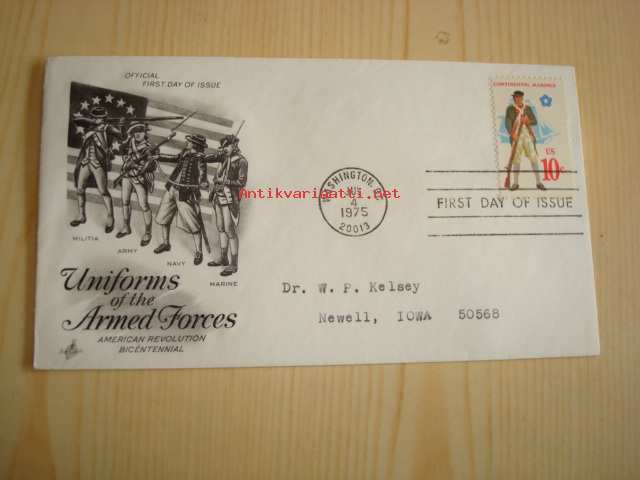 OFFICIAL
FIRST DAY OF ISSUE
MILITIA
ARMY
NAVY
MARINE
Uniforms
of the
Armed Forces
AMERICAN REVOLUTION
BICENTENNIAL
CONTINENTAL MARINES
US
10c
WASHINGTON, DC
4
1975
20013
FIRST DAY OF ISSUE
Dr. W. P. Kelsey
Newell, IOWA 50568
Antikvariaatti.net